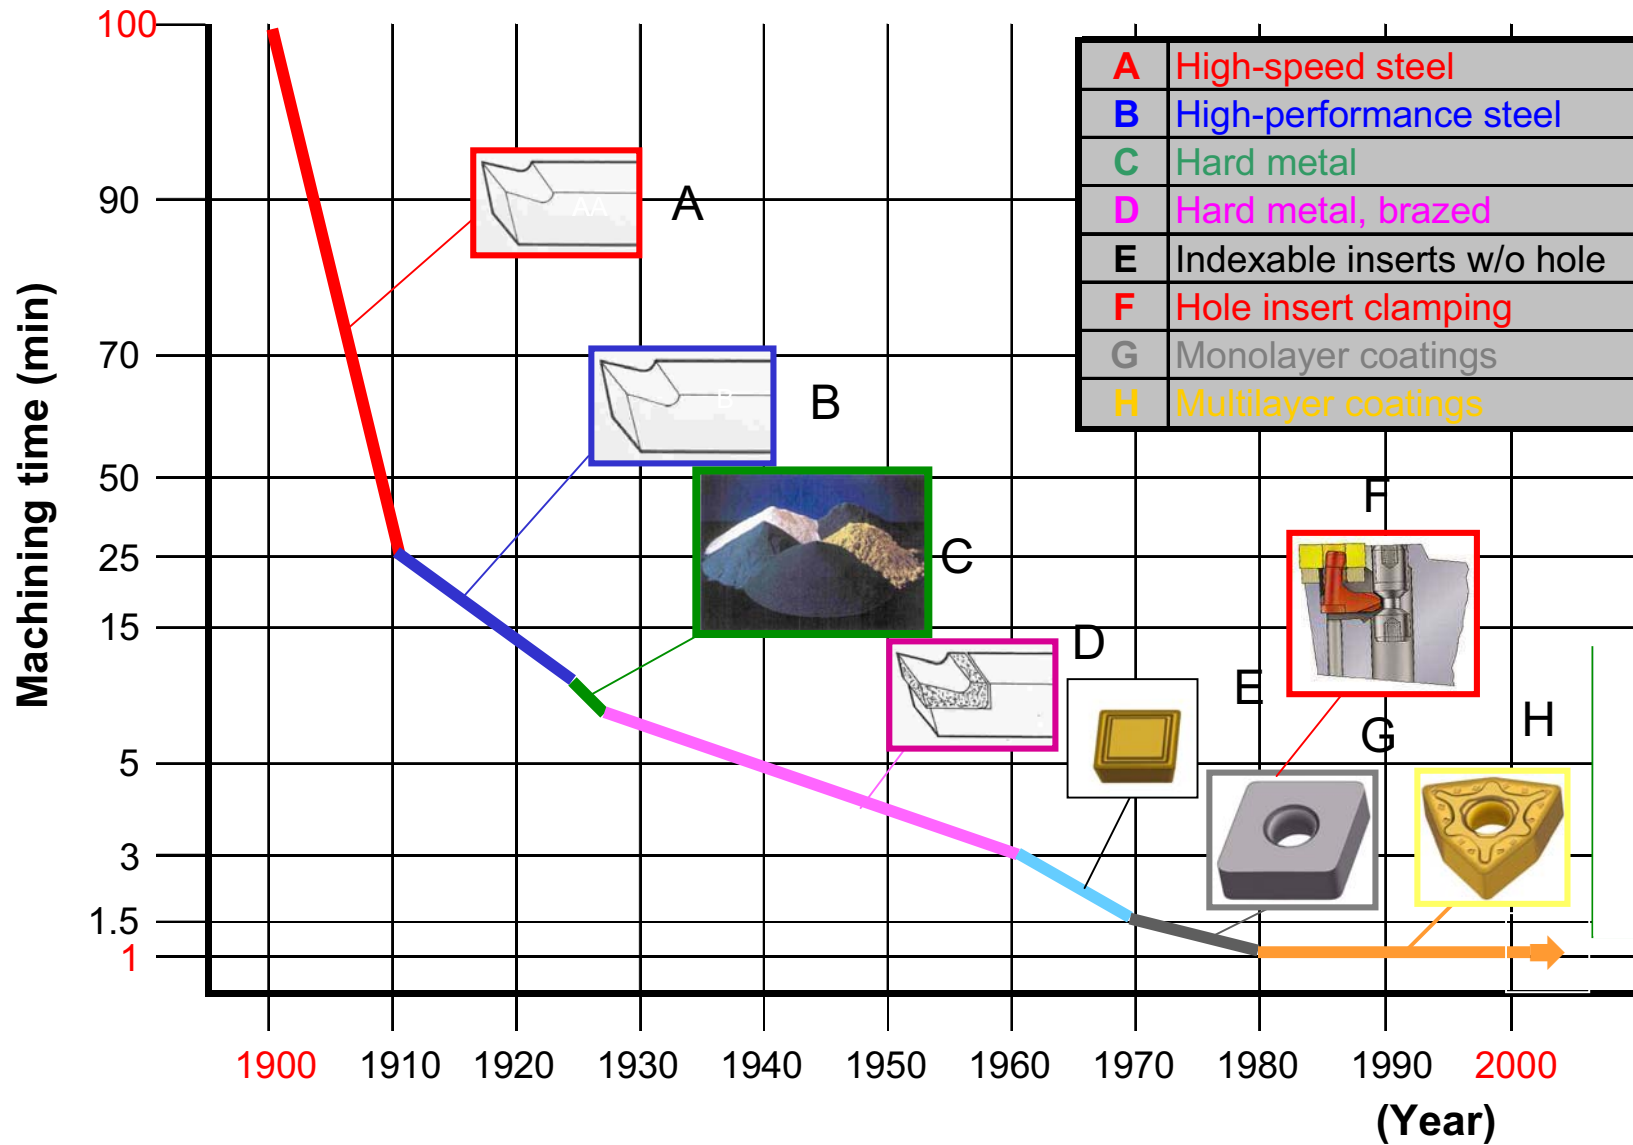 100
90
70
50
25
15
5
3
1.5
1
Machining time (min)
A High-speed steel
B High-performance steel
C Hard metal
D Hard metal, brazed
E Indexable inserts w/o hole
F Hole insert clamping
G Monolayer coatings
H Multilayer coatings
AA
A
B
B
C
D
E
F
G
H
1900 1910 1920 1930 1940 1950 1960 1970 1980 1990 2000
(Year)